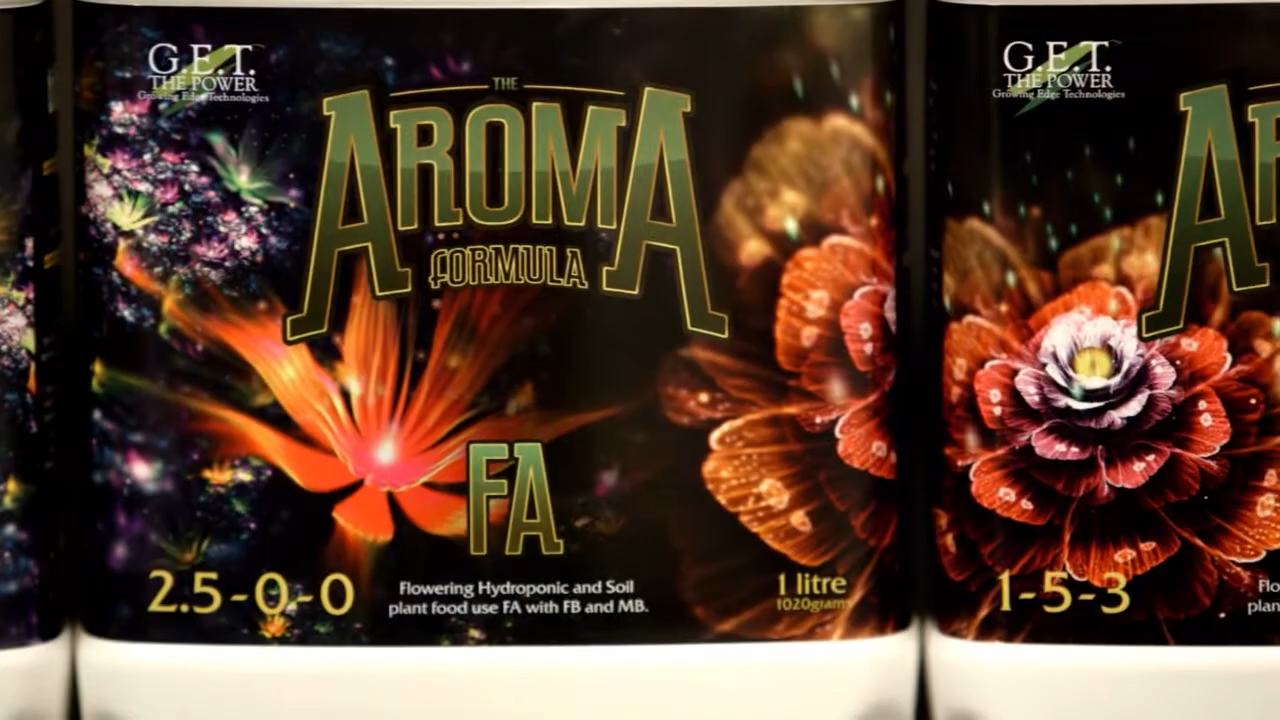 G.E.T.
THE POWER
Growing Edge Technologies
THE
AROMA
FORMULA
FA
2.5-0-0
Flowering Hydroponic and Soil
plant food use FA with FB and MB.
1 litre
1020grams
G.E.T.
THE POWER
Growing Edge Technologies
1-5-3